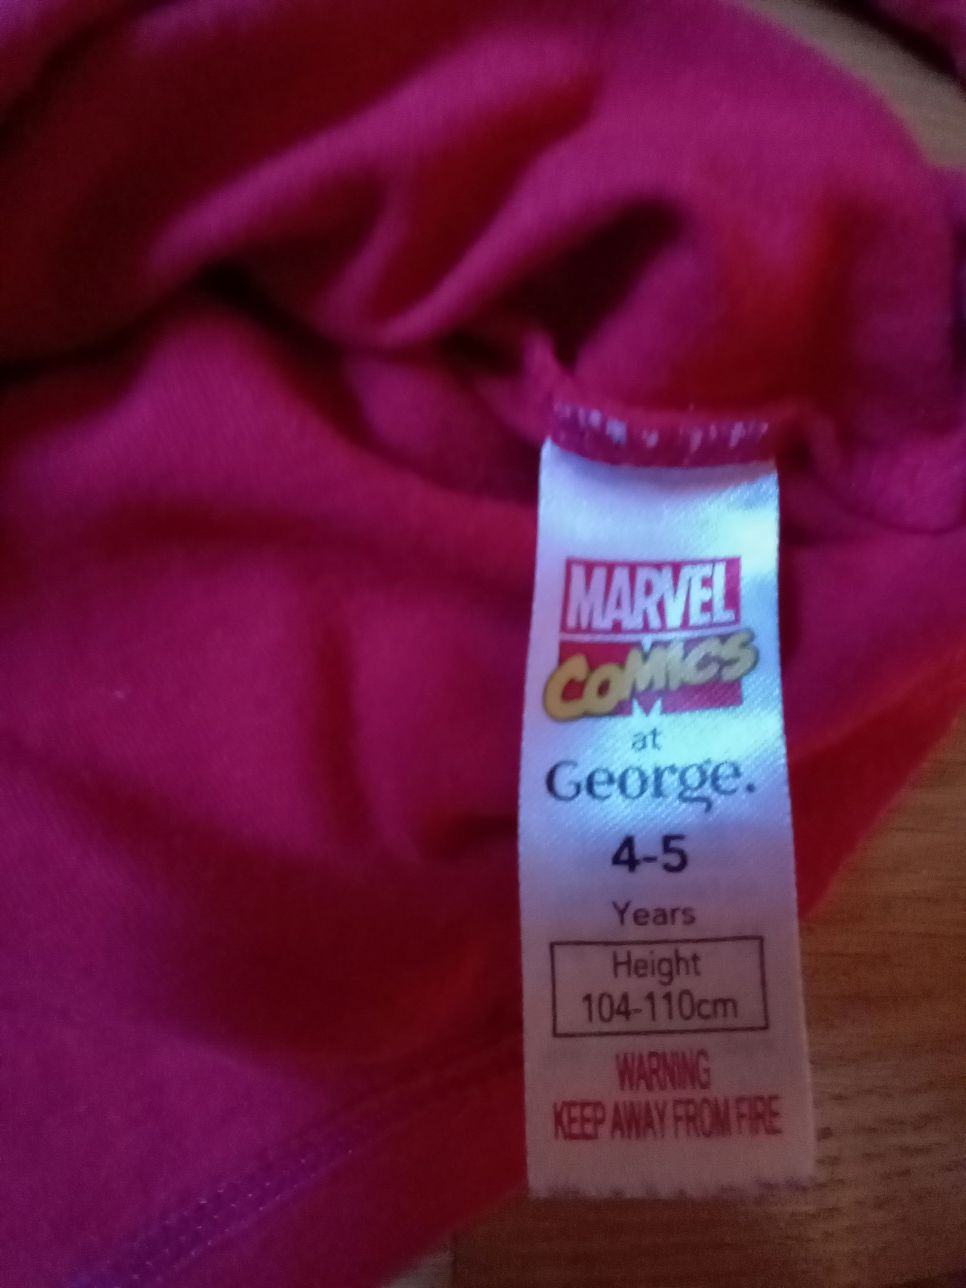 MARVEL
COMICS
at
George.
4-5
Years
Height
104-110cm
WARNING
KEEP AWAY FROM FIRE